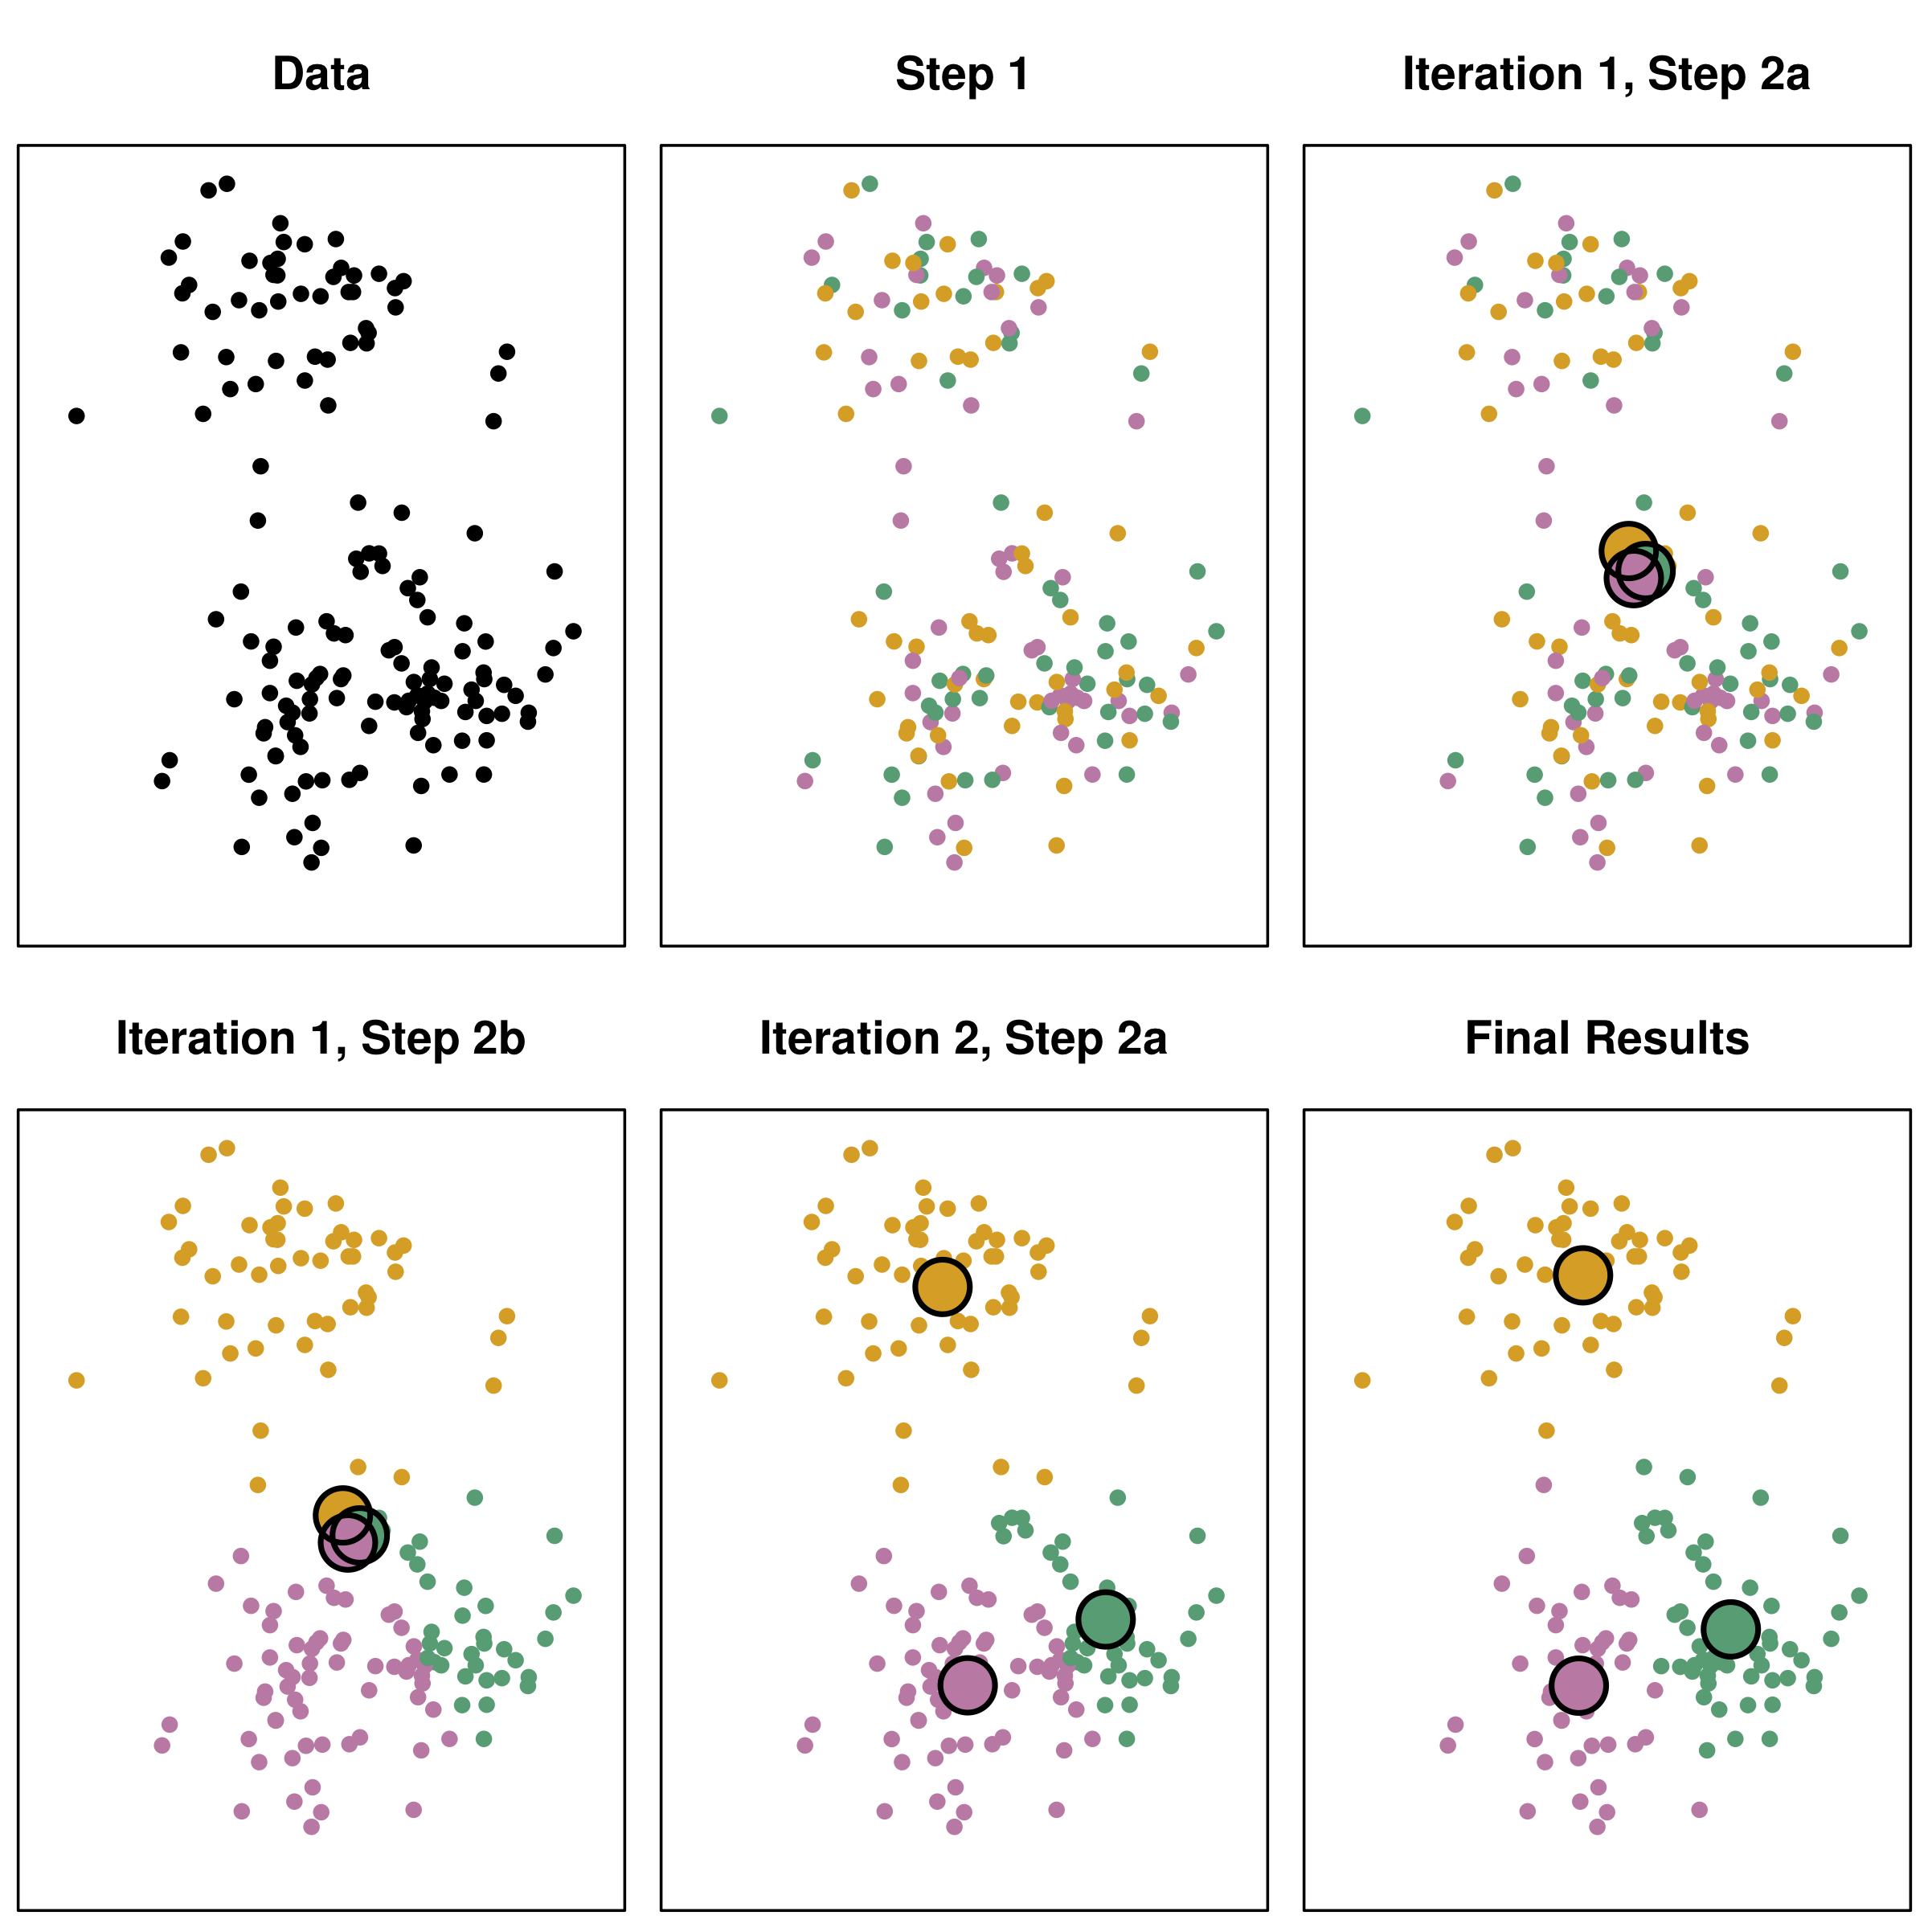 Data
Step 1
Iteration 1, Step 2a
Iteration 1, Step 2b
Iteration 2, Step 2a
Final Results